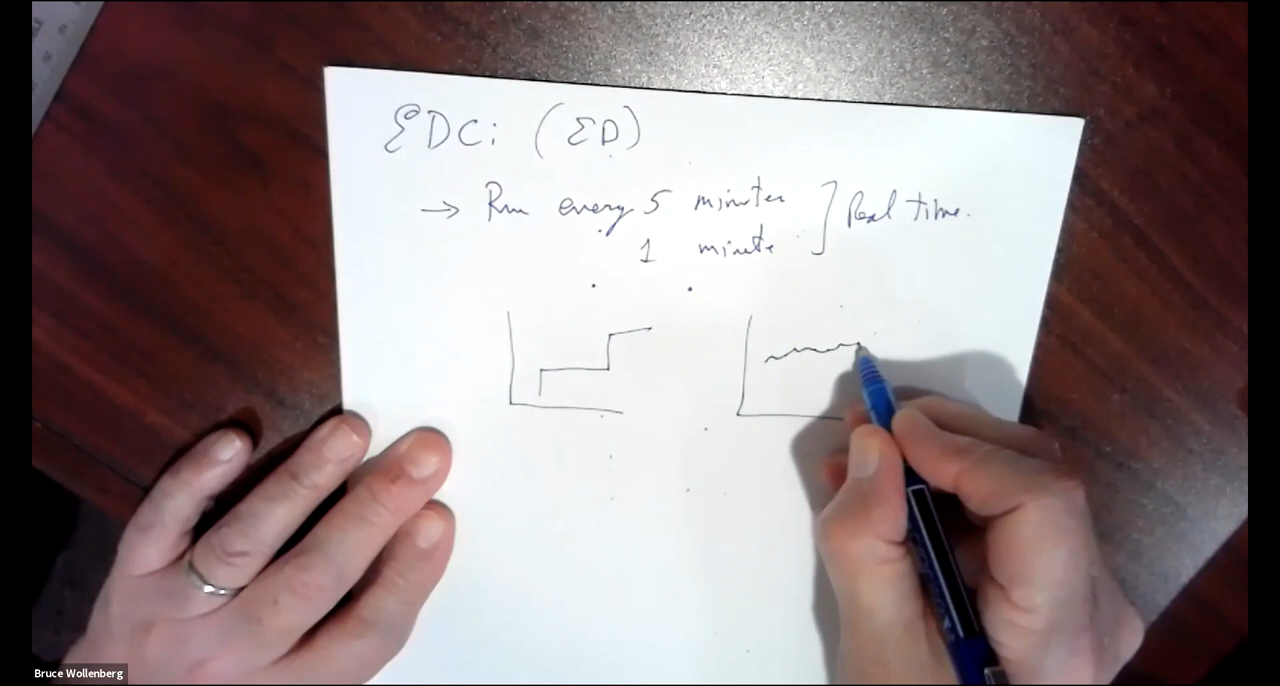 EDC: (ED)
→ Run every 5 minutes
1 minute
Real time.
Bruce Wollenberg